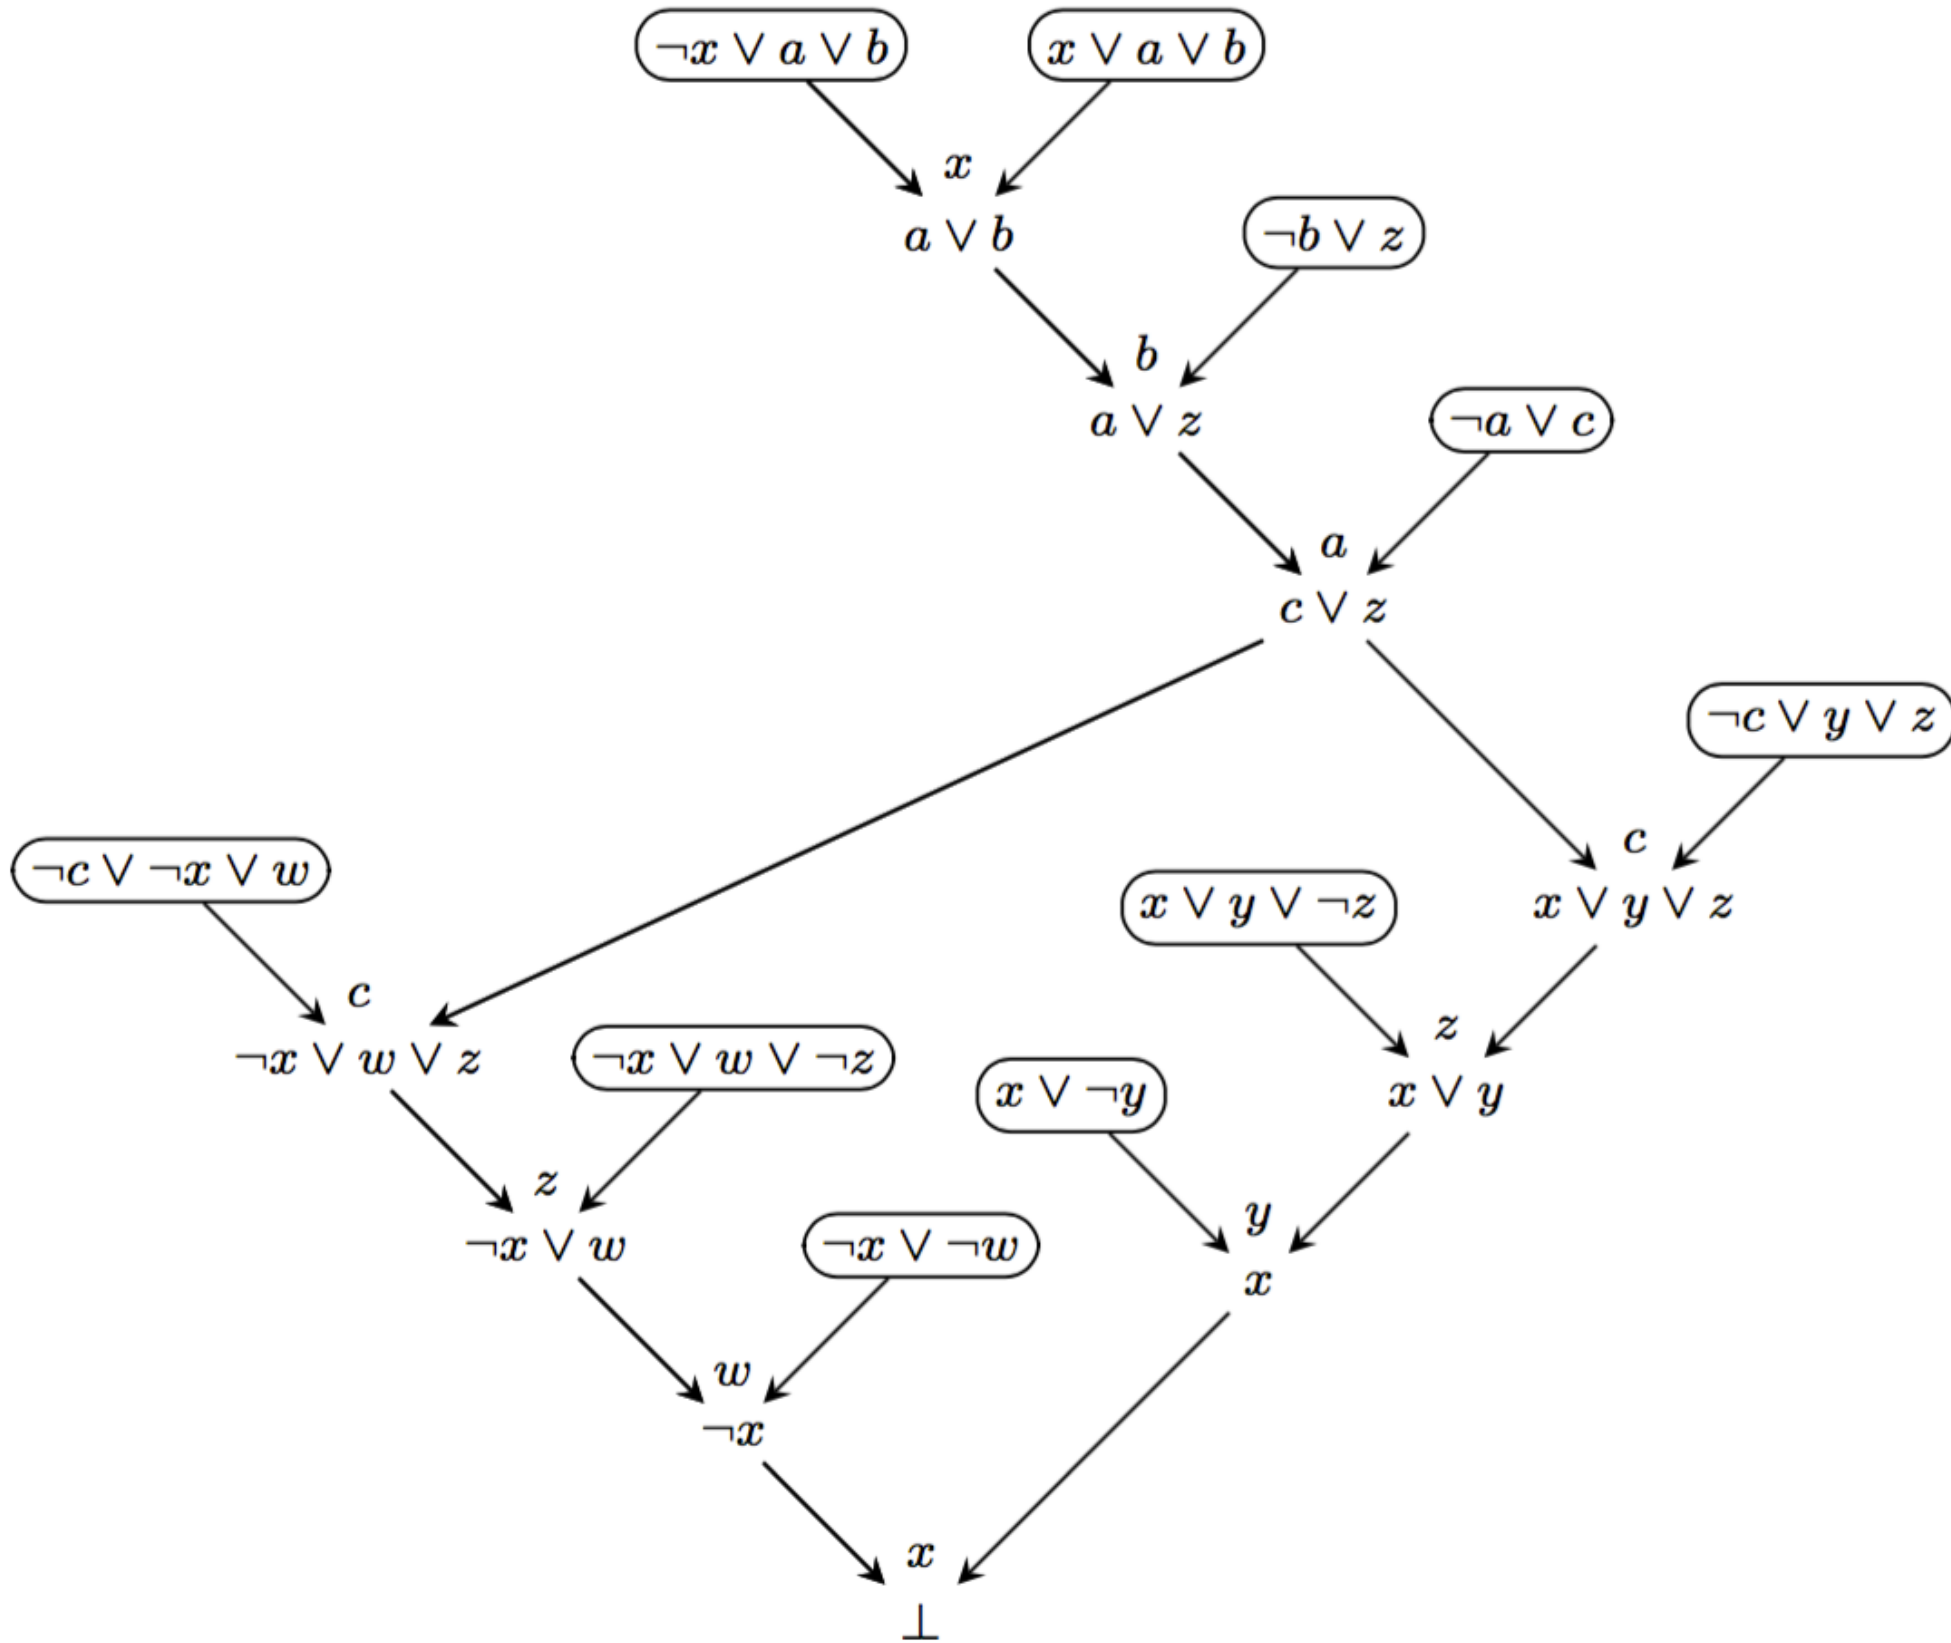 ¬x ∨ a ∨ b
x ∨ a ∨ b
x
a ∨ b
¬b ∨ z
b
a ∨ z
¬a ∨ c
a
c ∨ z
¬c ∨ y ∨ z
c
¬c ∨ ¬x ∨ w
x ∨ y ∨ ¬z
x ∨ y ∨ z
c
z
¬x ∨ w ∨ z
¬x ∨ w ∨ ¬z
x ∨ ¬y
x ∨ y
z
y
¬x ∨ w
¬x ∨ ¬w
x
w
¬x
x
⊥